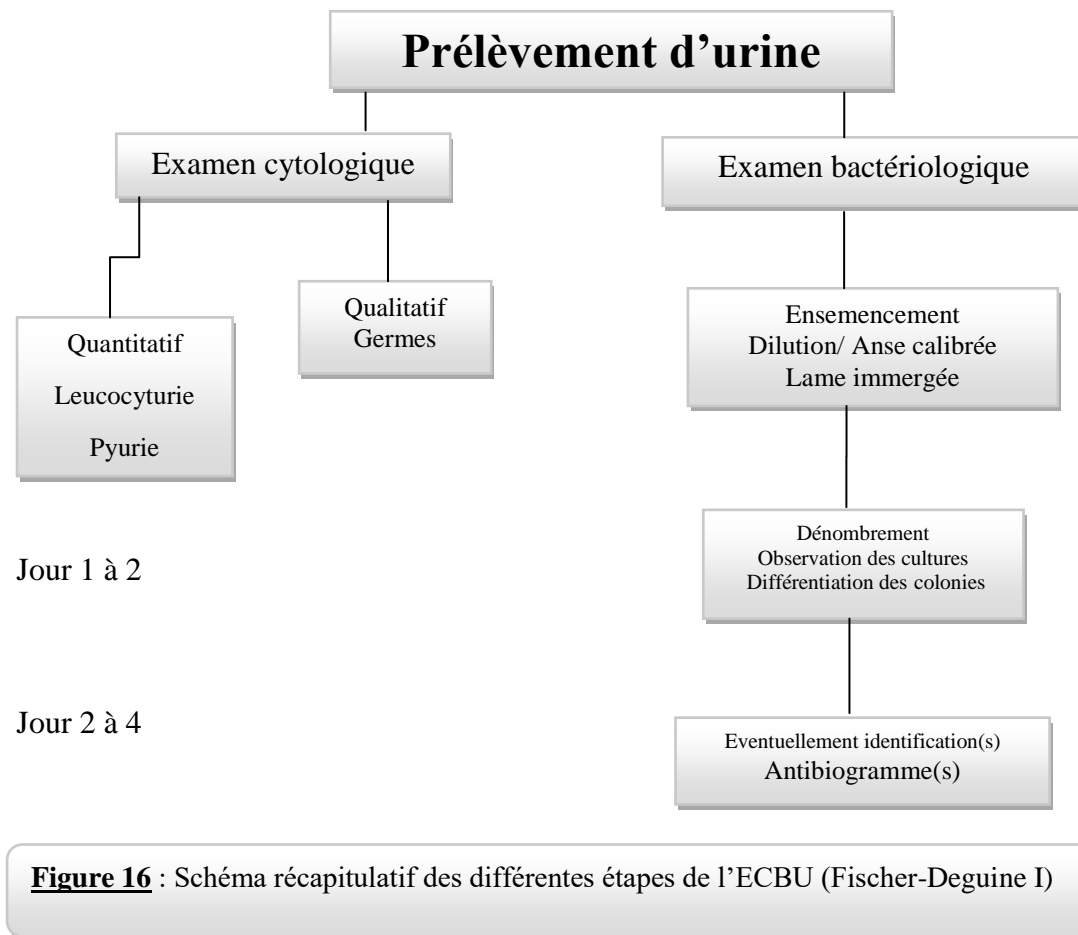 Prélèvement d’urine
Examen cytologique
Examen bactériologique
Quantitatif
Leucocyturie
Pyurie
Qualitatif
Germes
Ensemencement
Dilution/ Anse calibrée
Lame immergée
Jour 1 à 2
Dénombrement
Observation des cultures
Différentiation des colonies
Jour 2 à 4
Eventuellement identification(s)
Antibiogramme(s)
Figure 16 : Schéma récapitulatif des différentes étapes de l’ECBU (Fischer-Deguine I)